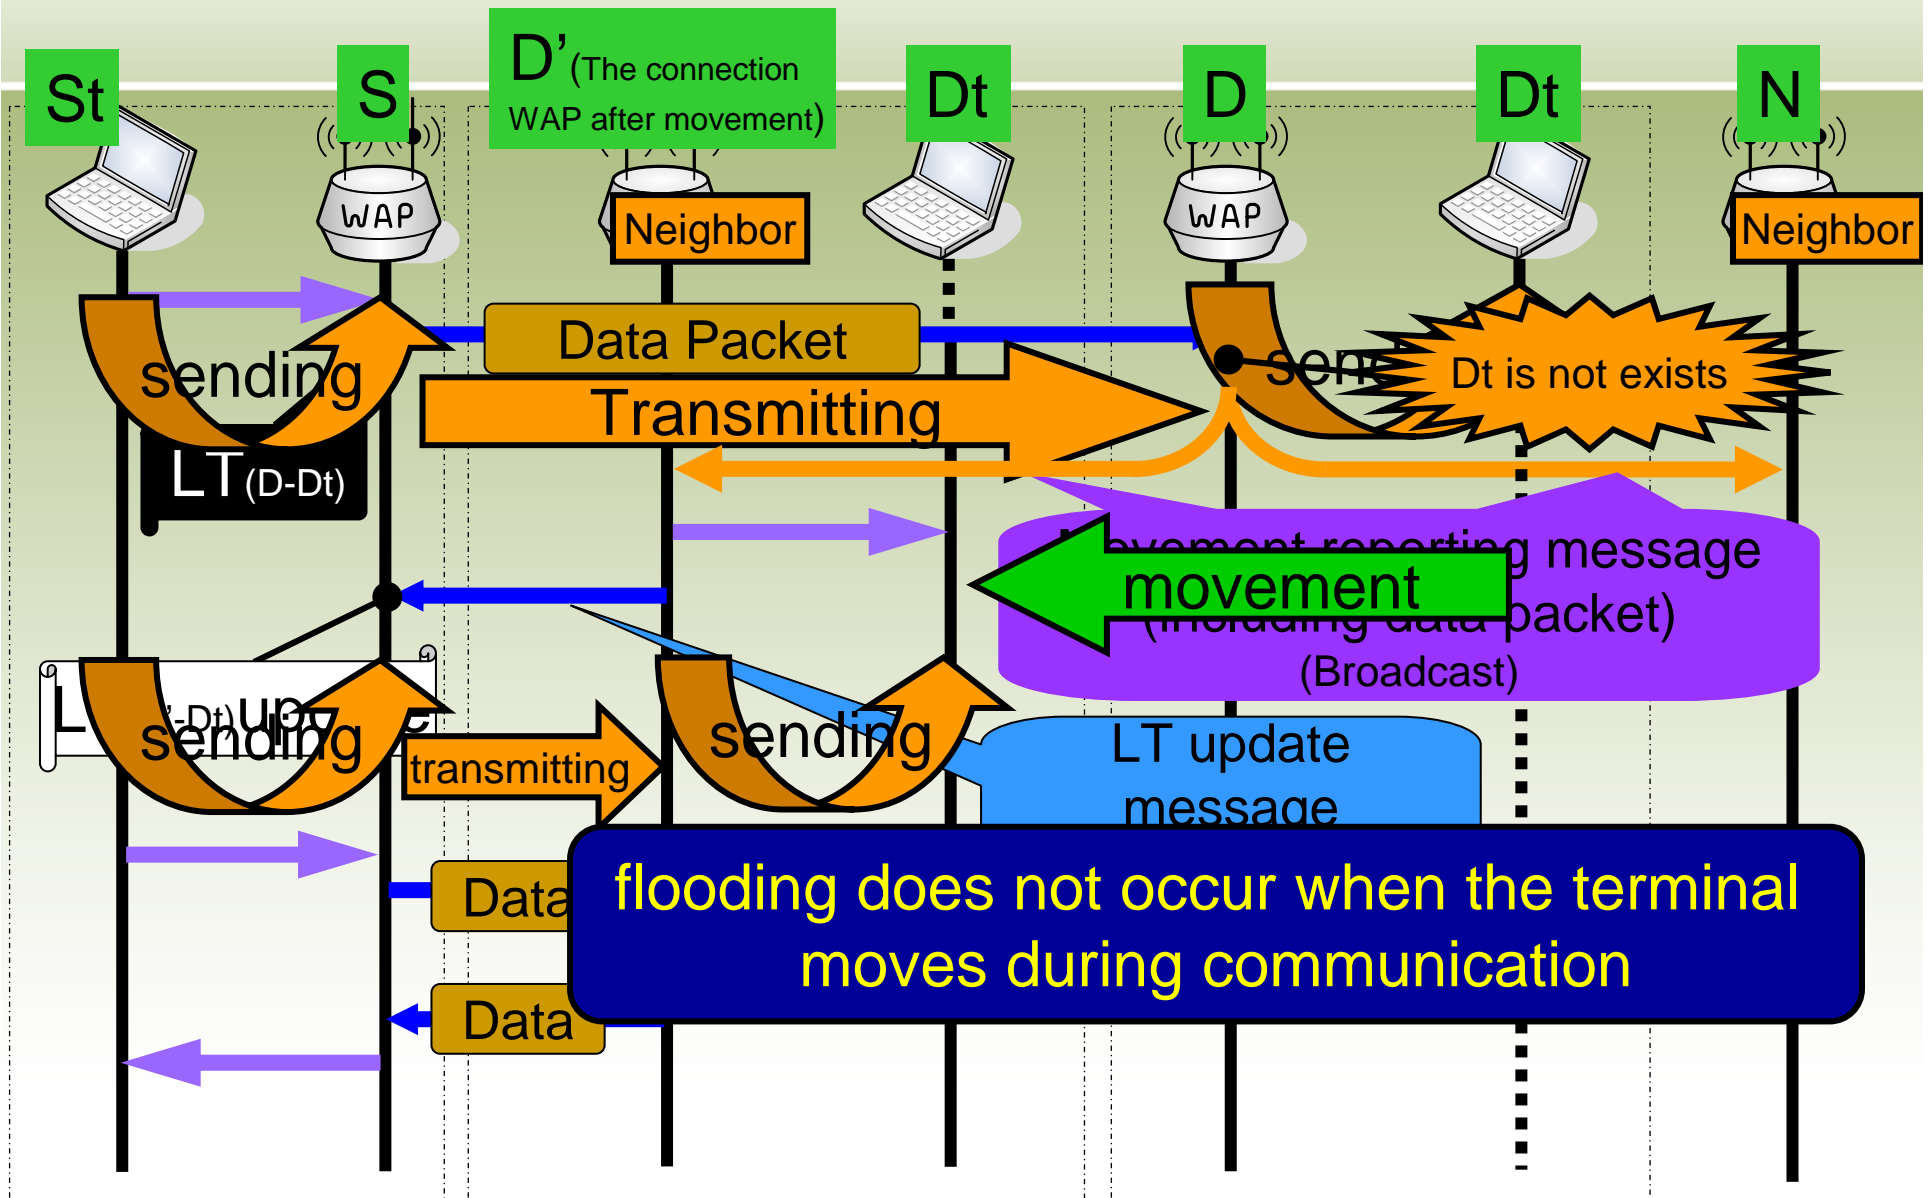 St
S
D’(The connection
WAP after movement)
Dt
D
Dt
N
WAP
Neighbor
WAP
Neighbor
Data Packet
sending
Dt is not exists
Transmitting
LT(D-Dt)
reporting message
movement
packet)
(Broadcast)
sending
sending
transmitting
LT update
message
Data
flooding does not occur when the terminal
moves during communication
Data